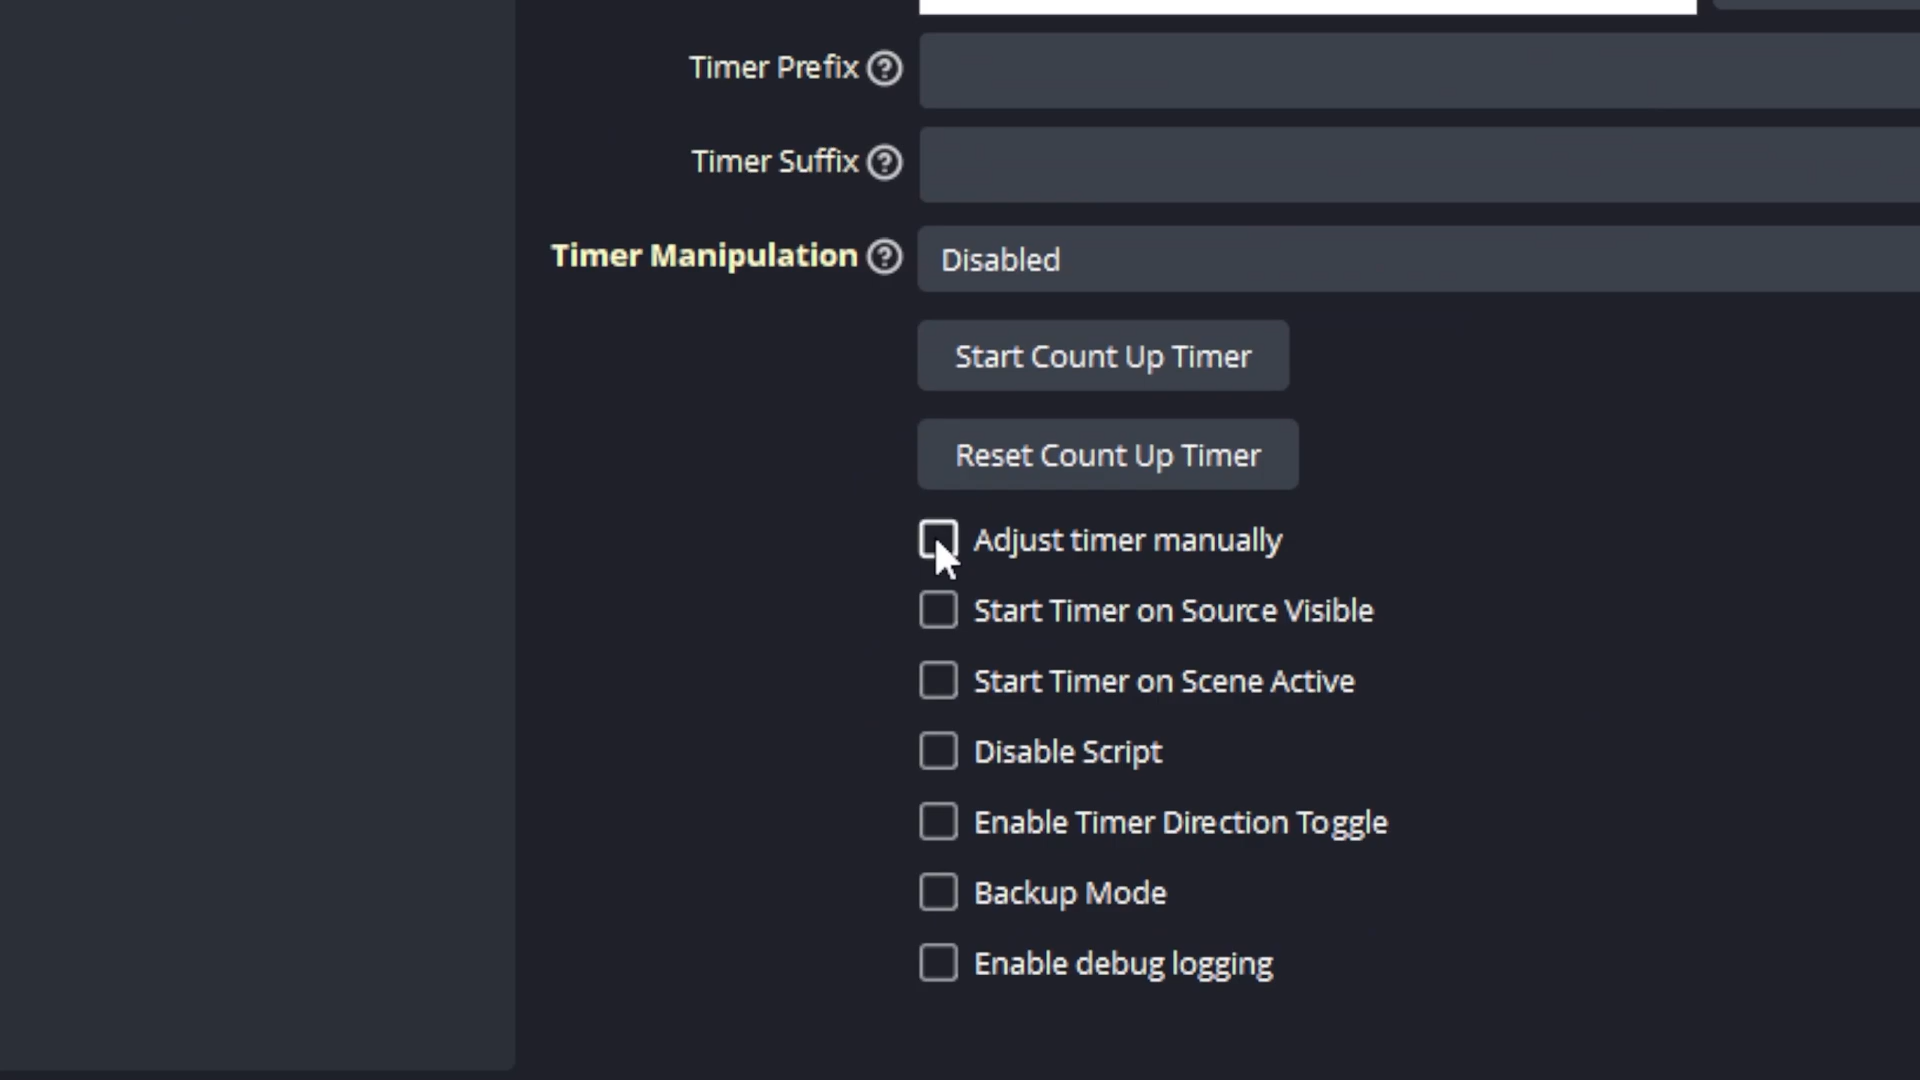 Timer Prefix
Timer Suffix
Timer Manipulation Disabled
Start Count Up Timer
Reset Count Up Timer
Adjust timer manually
Start Timer on Source Visible
Start Timer on Scene Active
Disable Script
Enable Timer Direction Toggle
Backup Mode
Enable debug logging